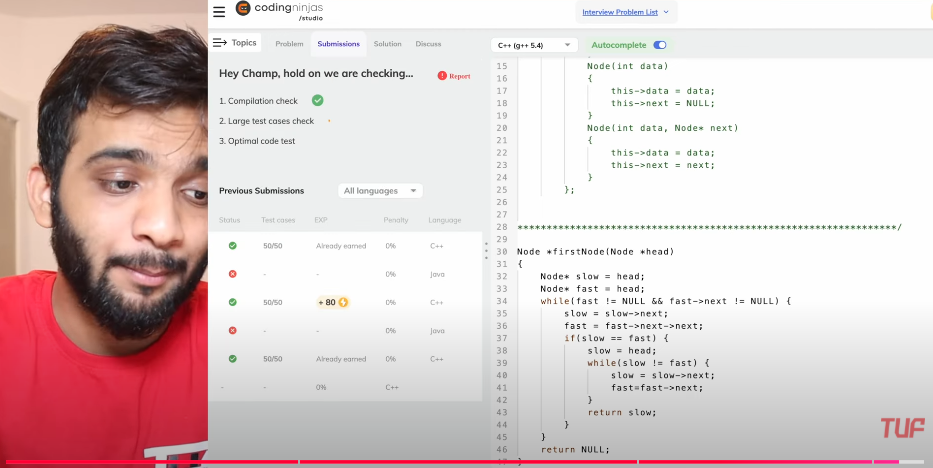 codingninjas
/studio
Interview Problem List
Topics
Problem
Submissions
Solution
Discuss
Hey Champ, hold on we are checking...
! Report
1. Compilation check
2. Large test cases check
3. Optimal code test
Previous Submissions
All languages
Status Test cases EXP Penalty Language
50/50 Already earned 0% C++
- - 0% java
50/50 + 80 0% C++
- - 0% java
50/50 Already earned 0% C++
- - 0% C++
C++ (g++ 5.4)
Autocomplete
15 Node(int data)
16 {
17 this->data = data;
18 this->next = NULL;
19 }
20 Node(int data, Node* next)
21 {
22 this->data = data;
23 this->next = next;
24 }
25 };
26
27
28 *****************************************************************/
29
30 Node *firstNode(Node *head)
31 {
32 Node* slow = head;
33 Node* fast = head;
34 while(fast != NULL && fast->next != NULL) {
35 slow = slow->next;
36 fast = fast->next->next;
37 if(slow == fast) {
38 slow = head;
39 while(slow != fast) {
40 slow = slow->next;
41 fast=fast->next;
42 }
43 return slow;
44 }
45 }
46 return NULL;
47 }
TUF